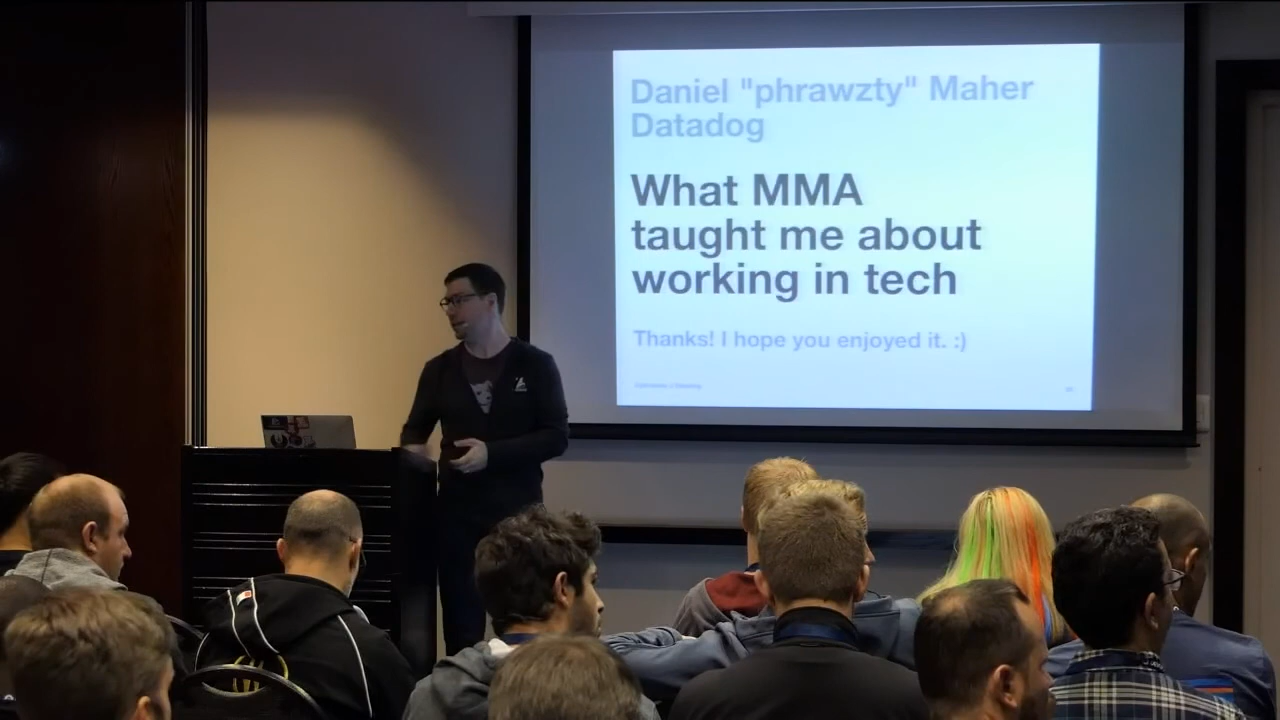 Daniel "phrawzty" Maher
Datadog
What MMA
taught me about
working in tech
Thanks! I hope you enjoyed it. :)